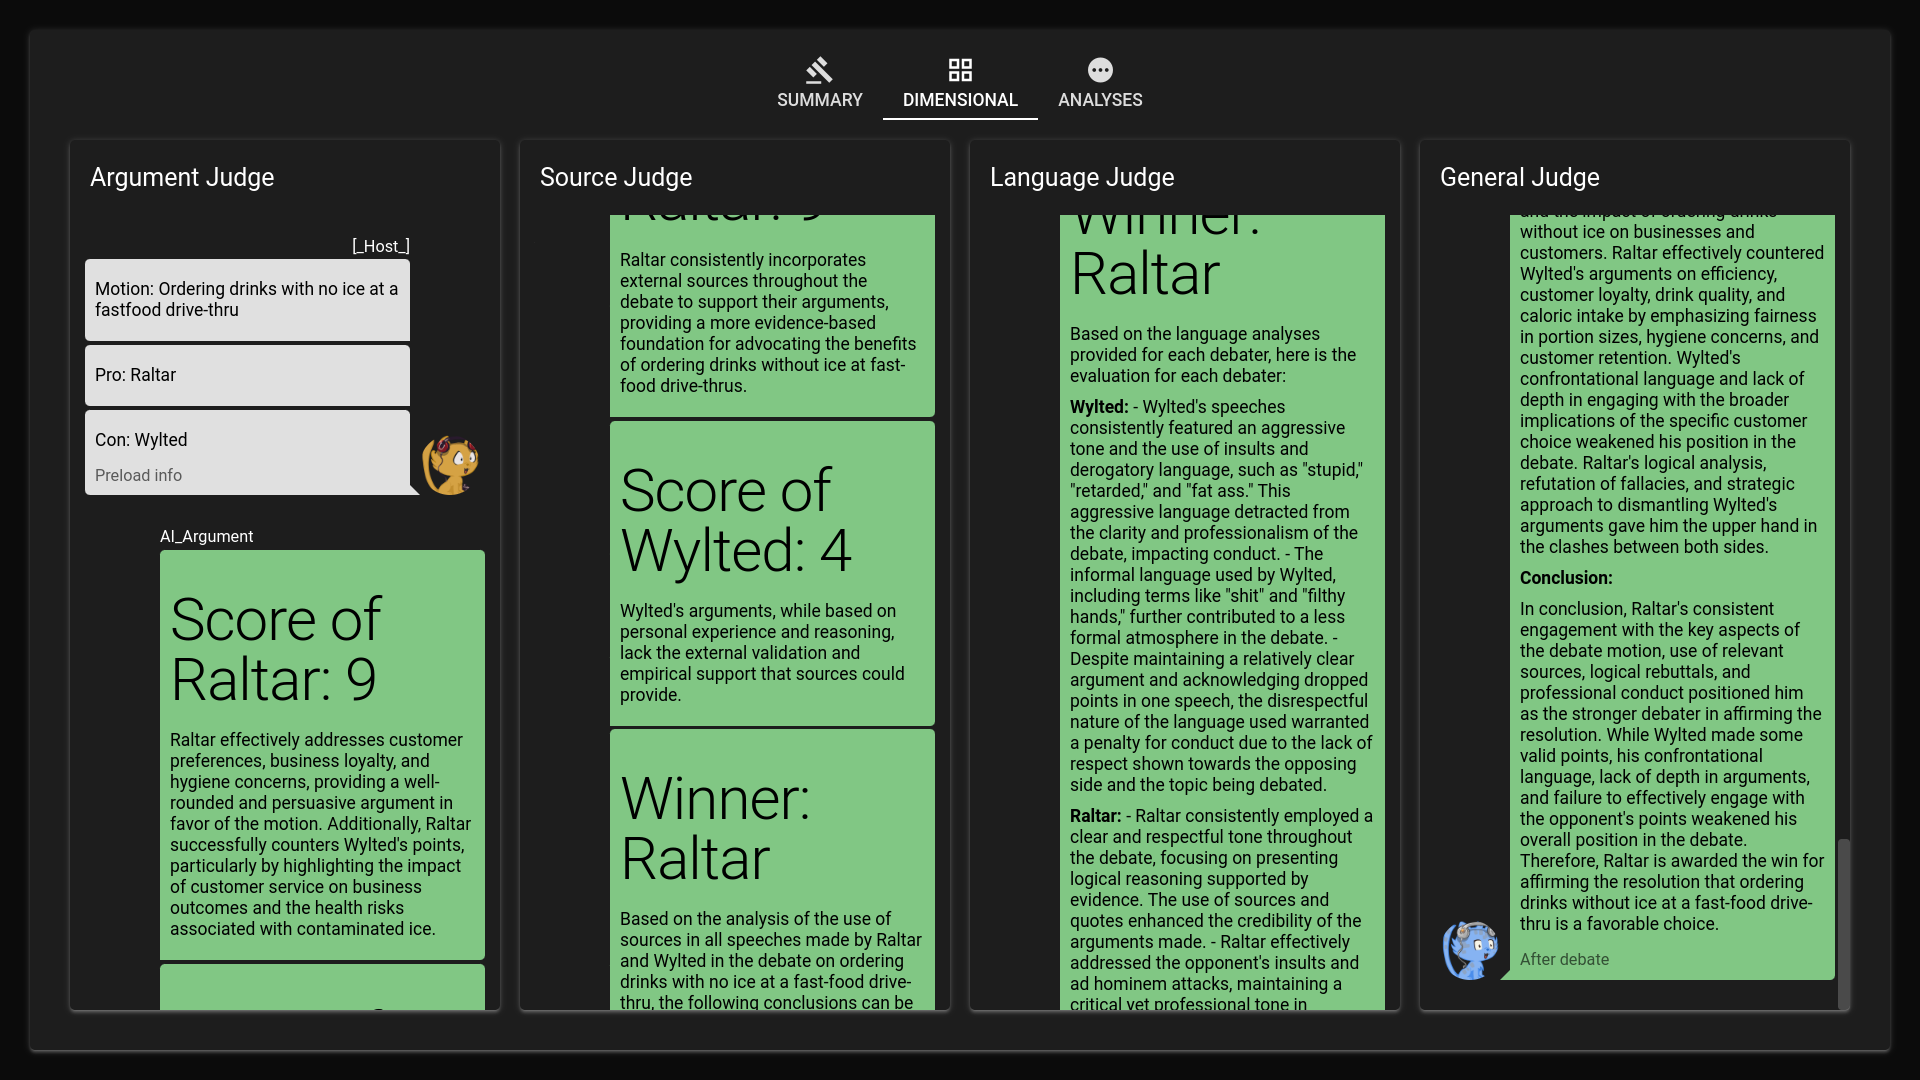 SUMMARY
DIMENSIONAL
ANALYSES
Argument Judge
[_Host_]
Motion: Ordering drinks with no ice at a
fastfood drive-thru
Pro: Raltar
Con: Wylted
Preload info
AI_Argument
Score of
Raltar: 9
Raltar effectively addresses customer
preferences, business loyalty, and
hygiene concerns, providing a well-
rounded and persuasive argument in
favor of the motion. Additionally, Raltar
successfully counters Wylted's points,
particularly by highlighting the impact
of customer service on business
outcomes and the health risks
associated with contaminated ice.
Source Judge
Raltar: 9
Raltar consistently incorporates
external sources throughout the
debate to support their arguments,
providing a more evidence-based
foundation for advocating the benefits
of ordering drinks without ice at fast-
food drive-thrus.
Score of
Wylted: 4
Wylted's arguments, while based on
personal experience and reasoning,
lack the external validation and
empirical support that sources could
provide.
Winner:
Raltar
Based on the analysis of the use of
sources in all speeches made by Raltar
and Wylted in the debate on ordering
drinks with no ice at a fast-food drive-
thru, the following conclusions can be
Language Judge
Winner:
Raltar
Based on the language analyses
provided for each debater, here is the
evaluation for each debater:
Wylted: - Wylted's speeches
consistently featured an aggressive
tone and the use of insults and
derogatory language, such as "stupid,"
"retarded," and "fat ass." This
aggressive language detracted from
the clarity and professionalism of the
debate, impacting conduct. - The
informal language used by Wylted,
including terms like "shit" and "filthy
hands," further contributed to a less
formal atmosphere in the debate. -
Despite maintaining a relatively clear
argument and acknowledging dropped
points in one speech, the disrespectful
nature of the language used warranted
a penalty for conduct due to the lack of
respect shown towards the opposing
side and the topic being debated.
Raltar: - Raltar consistently employed a
clear and respectful tone throughout
the debate, focusing on presenting
logical reasoning supported by
evidence. The use of sources and
quotes enhanced the credibility of the
arguments made. - Raltar effectively
addressed the opponent's insults and
ad hominem attacks, maintaining a
critical yet professional tone in
General Judge
and the impact of ordering drinks
without ice on businesses and
customers. Raltar effectively countered
Wylted's arguments on efficiency,
customer loyalty, drink quality, and
caloric intake by emphasizing fairness
in portion sizes, hygiene concerns, and
customer retention. Wylted's
confrontational language and lack of
depth in engaging with the broader
implications of the specific customer
choice weakened his position in the
debate. Raltar's logical analysis,
refutation of fallacies, and strategic
approach to dismantling Wylted's
arguments gave him the upper hand in
the clashes between both sides.
Conclusion:
In conclusion, Raltar's consistent
engagement with the key aspects of
the debate motion, use of relevant
sources, logical rebuttals, and
professional conduct positioned him
as the stronger debater in affirming the
resolution. While Wylted made some
valid points, his confrontational
language, lack of depth in arguments,
and failure to effectively engage with
the opponent's points weakened his
overall position in the debate.
Therefore, Raltar is awarded the win for
affirming the resolution that ordering
drinks without ice at a fast-food drive-
thru is a favorable choice.
After debate